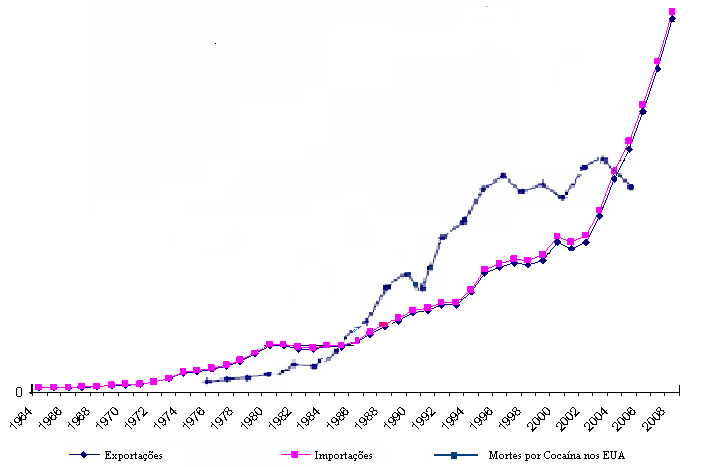 0
1964 1966 1968 1970 1972 1974 1976 1978 1980 1982 1984 1986 1988 1990 1992 1994 1996 1998 2000 2002 2004 2006 2008
Exportações Importações Mortes por Cocaína nos EUA